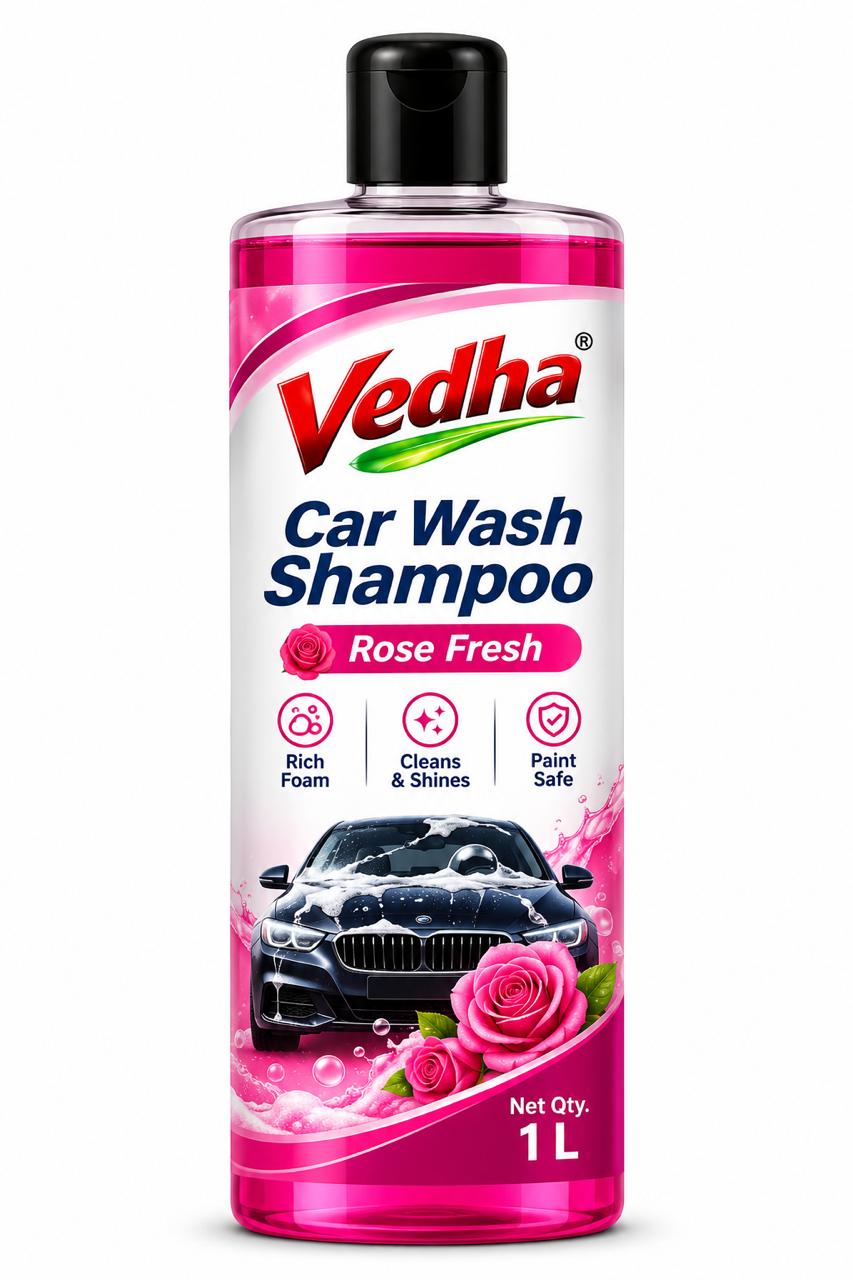 Vedha®
Car Wash
Shampoo
Rose Fresh
Rich
Foam
Cleans
& Shines
Paint
Safe
Net Qty.
1 L